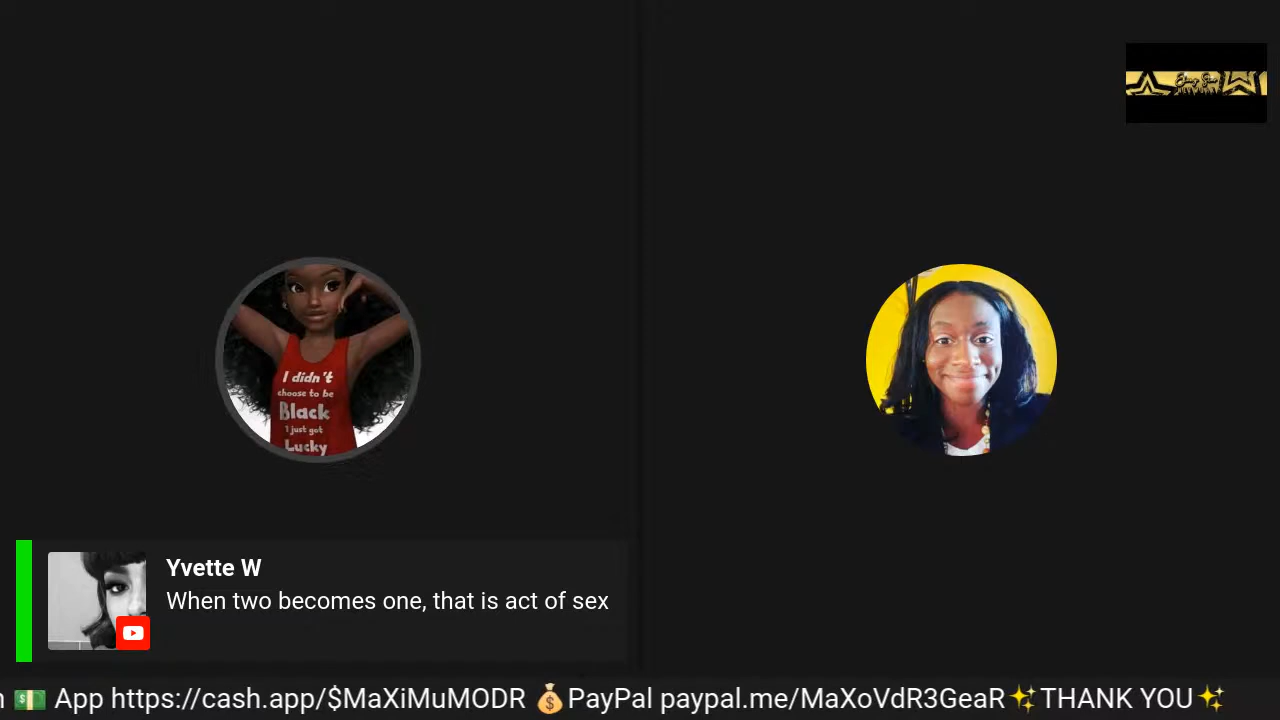 I didn't
choose to be
Black
I just got
Lucky
Yvette W
When two becomes one, that is act of sex
App https://cash.app/$MaXiMuMODR 💰PayPal paypal.me/MaXoVdR3GeaR✨THANK YOU✨